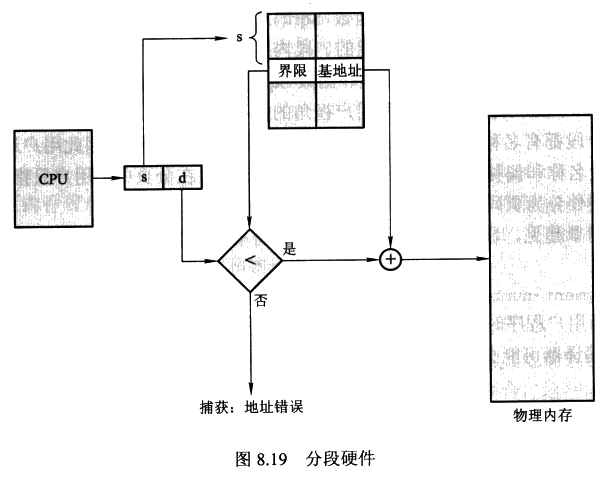 s
界限 基地址
CPU
s d
<
是
+
否
捕获：地址错误
物理内存
图 8.19 分段硬件